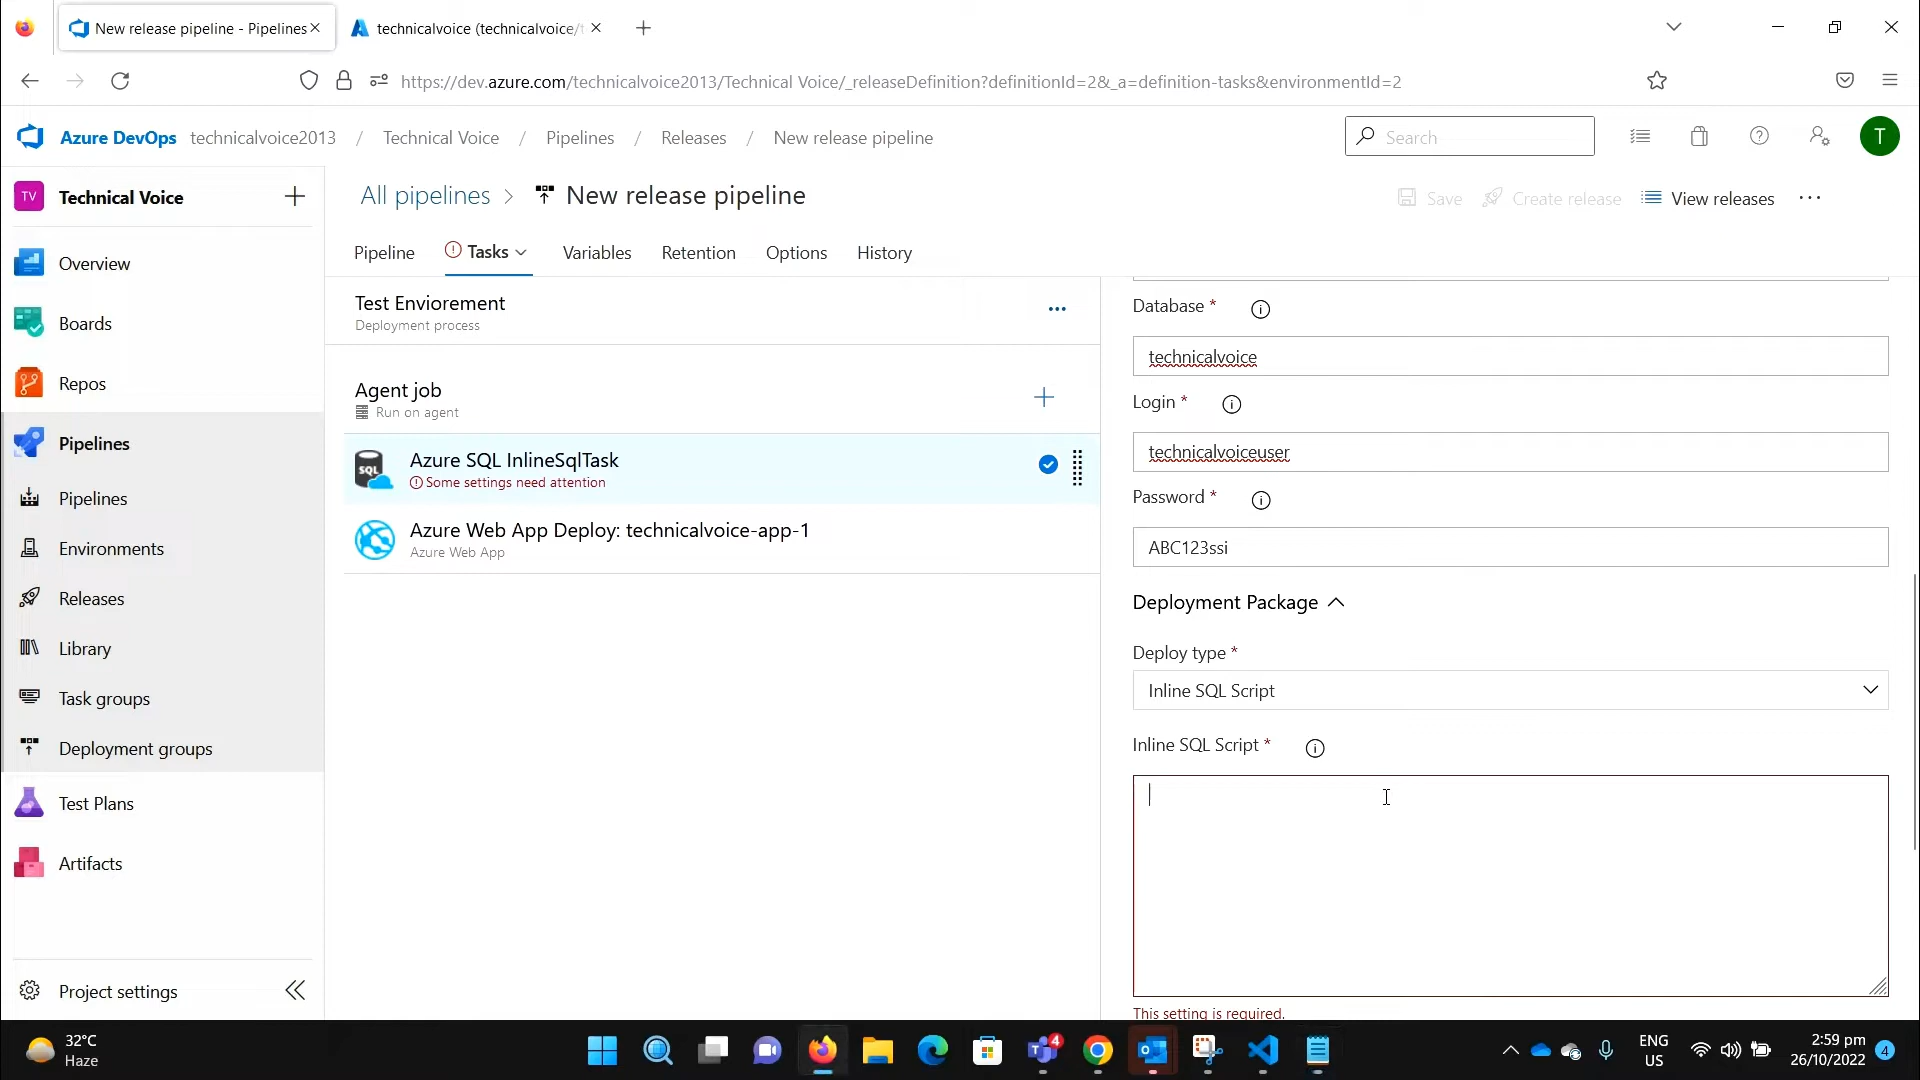 New release pipeline - Pipelines
technicalvoice (technicalvoice/t
https://dev.azure.com/technicalvoice2013/Technical Voice/_releaseDefinition?definitionId=2&_a=definition-tasks&environmentId=2
Azure DevOps technicalvoice2013 / Technical Voice / Pipelines / Releases / New release pipeline
Search
T
TV Technical Voice
All pipelines > New release pipeline
Save Create release View releases
Pipeline Tasks Variables Retention Options History
Overview
Boards
Repos
Pipelines
Pipelines
Environments
Releases
Library
Task groups
Deployment groups
Test Plans
Artifacts
Project settings
Test Enviorement
Deployment process
Agent job
Run on agent
SQL
Azure SQL InlineSqlTask
Some settings need attention
Azure Web App Deploy: technicalvoice-app-1
Azure Web App
Database *
technicalvoice
Login *
technicalvoiceuser
Password *
ABC123ssi
Deployment Package
Deploy type *
Inline SQL Script
Inline SQL Script *
This setting is required.
32°C
Haze
4
ENG
US
2:59 pm
26/10/2022
4